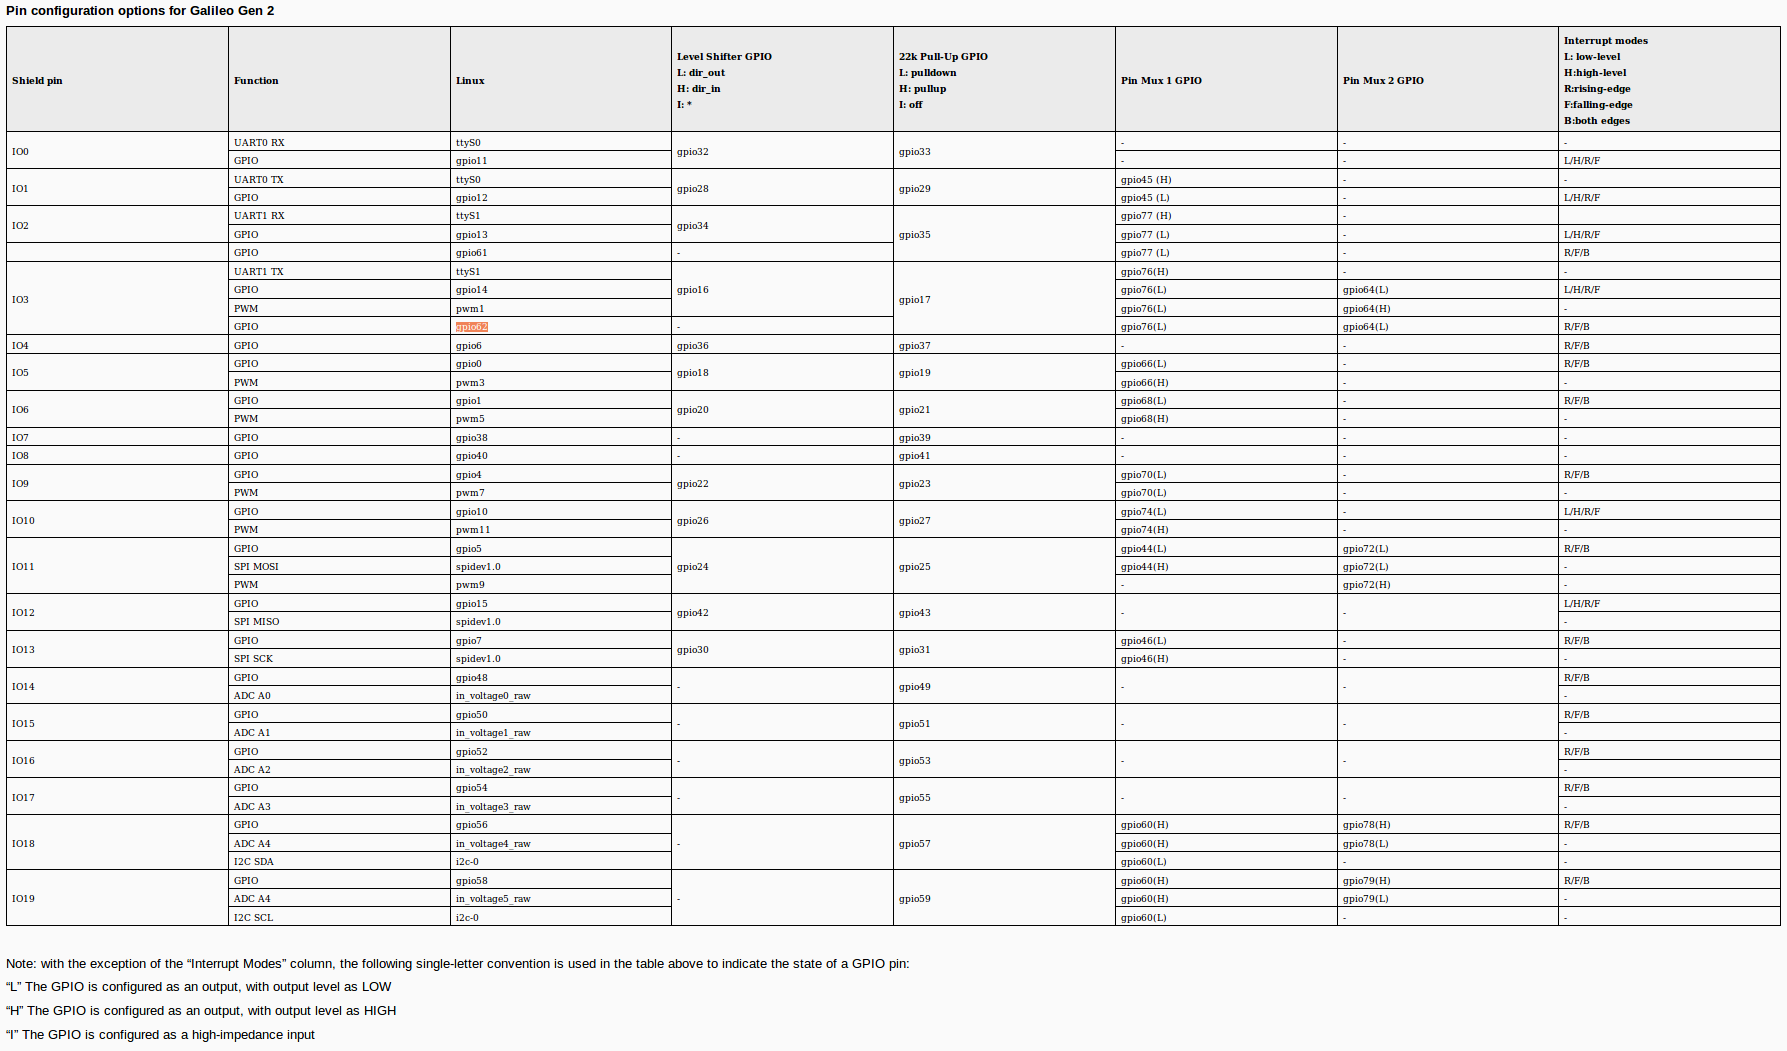 Pin configuration options for Galileo Gen 2
Shield pin Function Linux Level Shifter GPIO L: dir_out H: dir_in I: * 22k Pull-Up GPIO L: pulldown H: pullup I: off Pin Mux 1 GPIO Pin Mux 2 GPIO Interrupt modes L: low-level H:high-level R:rising-edge F:falling-edge B:both edges
IO0 UART0 RX ttyS0 gpio32 gpio33 - - -
GPIO gpio11 - - L/H/R/F
IO1 UART0 TX ttyS0 gpio28 gpio29 gpio45 (H) - -
GPIO gpio12 gpio45 (L) - L/H/R/F
IO2 UART1 RX ttyS1 gpio34 gpio35 gpio77 (H) -
GPIO gpio13 gpio77 (L) - L/H/R/F
GPIO gpio61 - gpio77 (L) - R/F/B
IO3 UART1 TX ttyS1 gpio16 gpio17 gpio76(H) - -
GPIO gpio14 gpio76(L) gpio64(L) L/H/R/F
PWM pwm1 gpio76(L) gpio64(H) -
GPIO gpio62 - gpio76(L) gpio64(L) R/F/B
IO4 GPIO gpio6 gpio36 gpio37 - - R/F/B
IO5 GPIO gpio0 gpio18 gpio19 gpio66(L) - R/F/B
PWM pwm3 gpio66(H) - -
IO6 GPIO gpio1 gpio20 gpio21 gpio68(L) - R/F/B
PWM pwm5 gpio68(H) - -
IO7 GPIO gpio38 - gpio39 - - -
IO8 GPIO gpio40 - gpio41 - - -
IO9 GPIO gpio4 gpio22 gpio23 gpio70(L) - R/F/B
PWM pwm7 gpio70(L) - -
IO10 GPIO gpio10 gpio26 gpio27 gpio74(L) - L/H/R/F
PWM pwm11 gpio74(H) - -
IO11 GPIO gpio5 gpio24 gpio25 gpio44(L) gpio72(L) R/F/B
SPI MOSI spidev1.0 gpio44(H) gpio72(L) -
PWM pwm9 - gpio72(H) -
IO12 GPIO gpio15 gpio42 gpio43 - - L/H/R/F
SPI MISO spidev1.0 -
IO13 GPIO gpio7 gpio30 gpio31 gpio46(L) - R/F/B
SPI SCK spidev1.0 gpio46(H) - -
IO14 GPIO gpio48 - gpio49 - - R/F/B
ADC A0 in_voltage0_raw -
IO15 GPIO gpio50 - gpio51 - - R/F/B
ADC A1 in_voltage1_raw -
IO16 GPIO gpio52 - gpio53 - - R/F/B
ADC A2 in_voltage2_raw -
IO17 GPIO gpio54 - gpio55 - - R/F/B
ADC A3 in_voltage3_raw -
IO18 GPIO gpio56 - gpio57 gpio60(H) gpio78(H) R/F/B
ADC A4 in_voltage4_raw gpio60(H) gpio78(L) -
I2C SDA i2c-0 gpio60(L) - -
IO19 GPIO gpio58 - gpio59 gpio60(H) gpio79(H) R/F/B
ADC A4 in_voltage5_raw gpio60(H) gpio79(L) -
I2C SCL i2c-0 gpio60(L) - -
Note: with the exception of the “Interrupt Modes” column, the following single-letter convention is used in the table above to indicate the state of a GPIO pin:
“L” The GPIO is configured as an output, with output level as LOW
“H” The GPIO is configured as an output, with output level as HIGH
“I” The GPIO is configured as a high-impedance input